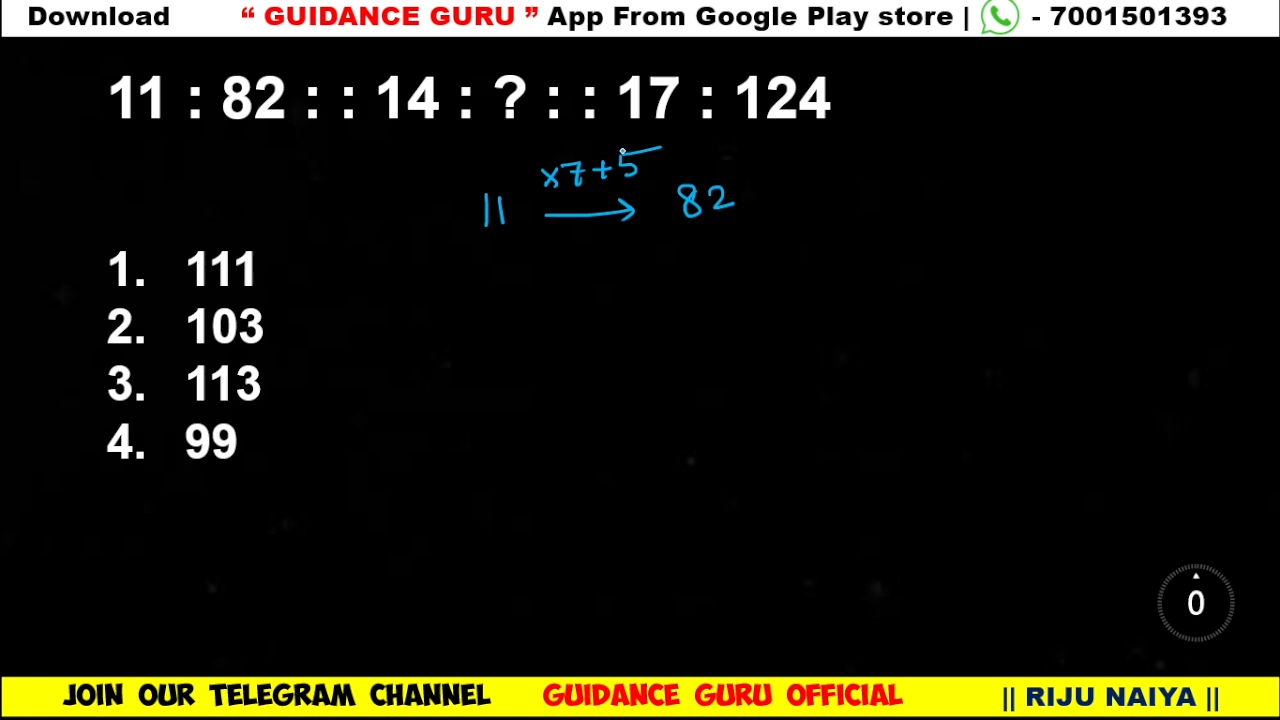 Download “ GUIDANCE GURU ” App From Google Play store | - 7001501393
11 : 82 : : 14 : ? : : 17 : 124
×7+5
11 → 82
1. 111
2. 103
3. 113
4. 99
0
JOIN OUR TELEGRAM CHANNEL GUIDANCE GURU OFFICIAL || RIJU NAIYA ||